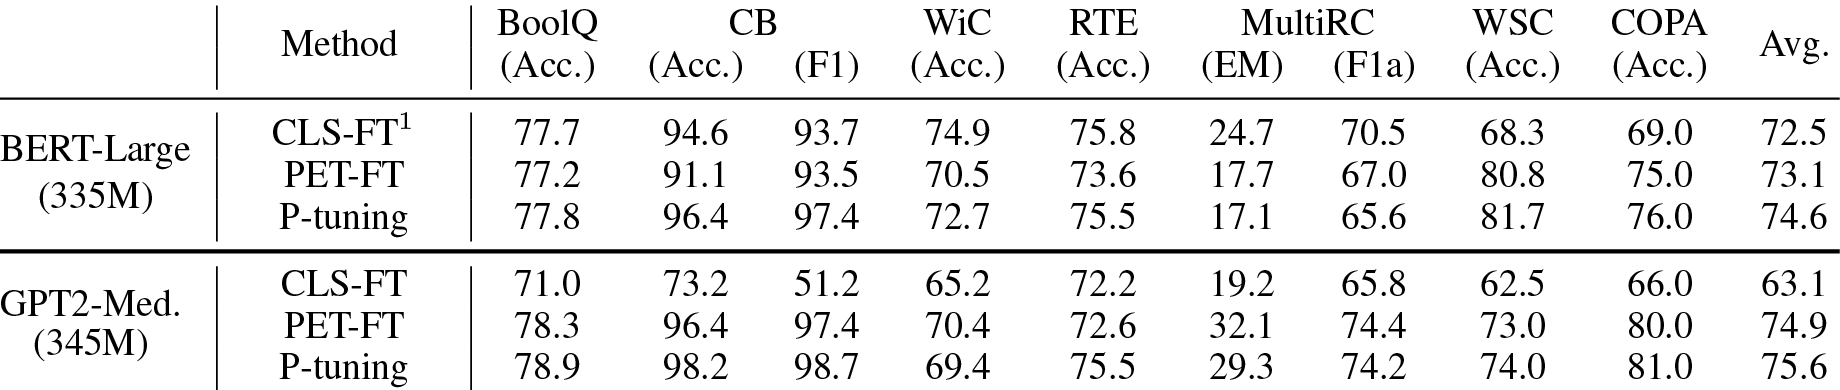 Method BoolQ (Acc.) CB (Acc.) (F1) WiC (Acc.) RTE (Acc.) MultiRC (EM) (F1a) WSC (Acc.) COPA (Acc.) Avg.
BERT-Large (335M)
CLS-FT¹ 77.7 94.6 93.7 74.9 75.8 24.7 70.5 68.3 69.0 72.5
PET-FT 77.2 91.1 93.5 70.5 73.6 17.7 67.0 80.8 75.0 73.1
P-tuning 77.8 96.4 97.4 72.7 75.5 17.1 65.6 81.7 76.0 74.6
GPT2-Med. (345M)
CLS-FT 71.0 73.2 51.2 65.2 72.2 19.2 65.8 62.5 66.0 63.1
PET-FT 78.3 96.4 97.4 70.4 72.6 32.1 74.4 73.0 80.0 74.9
P-tuning 78.9 98.2 98.7 69.4 75.5 29.3 74.2 74.0 81.0 75.6